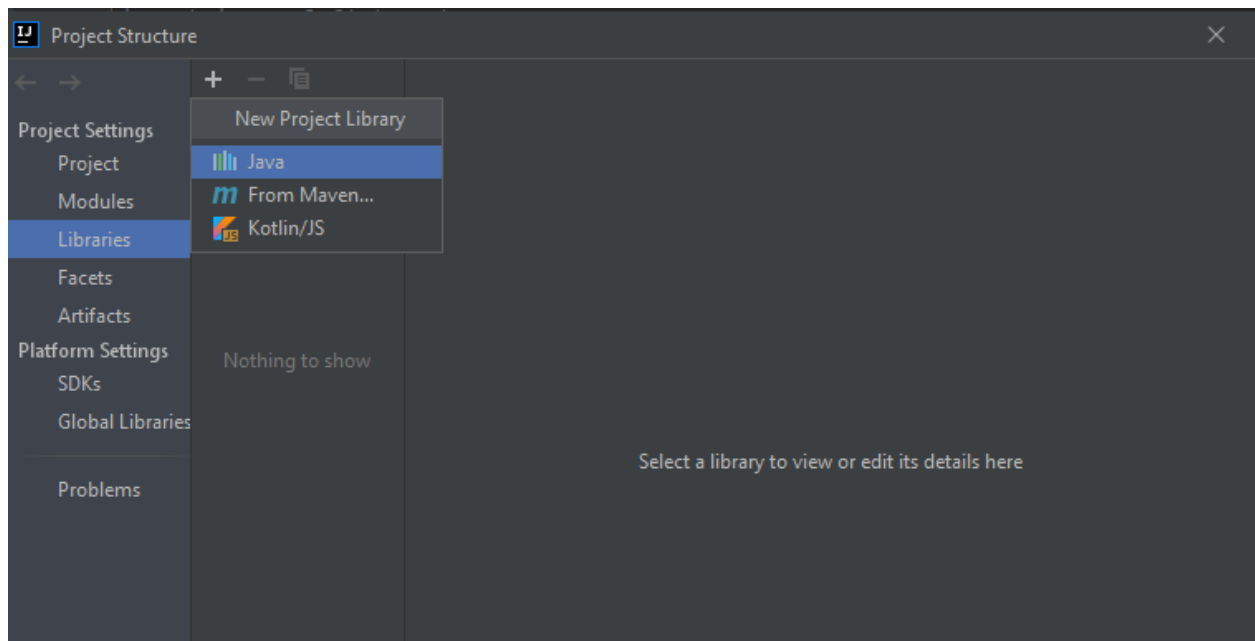 IJ Project Structure
New Project Library
Project Settings
Project
Java
Modules
From Maven...
Libraries
Kotlin/JS
Facets
Artifacts
Platform Settings
Nothing to show
SDKs
Global Libraries
Select a library to view or edit its details here
Problems